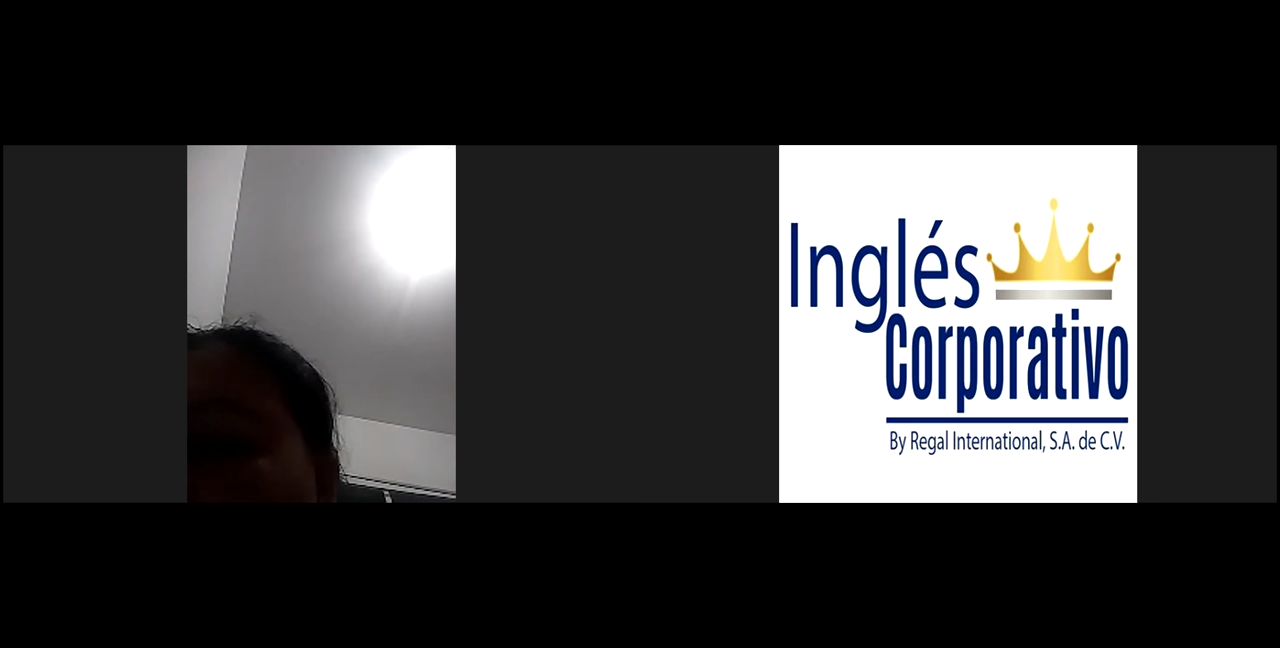 Inglés
Corporativo
By Regal International, S.A. de C.V.